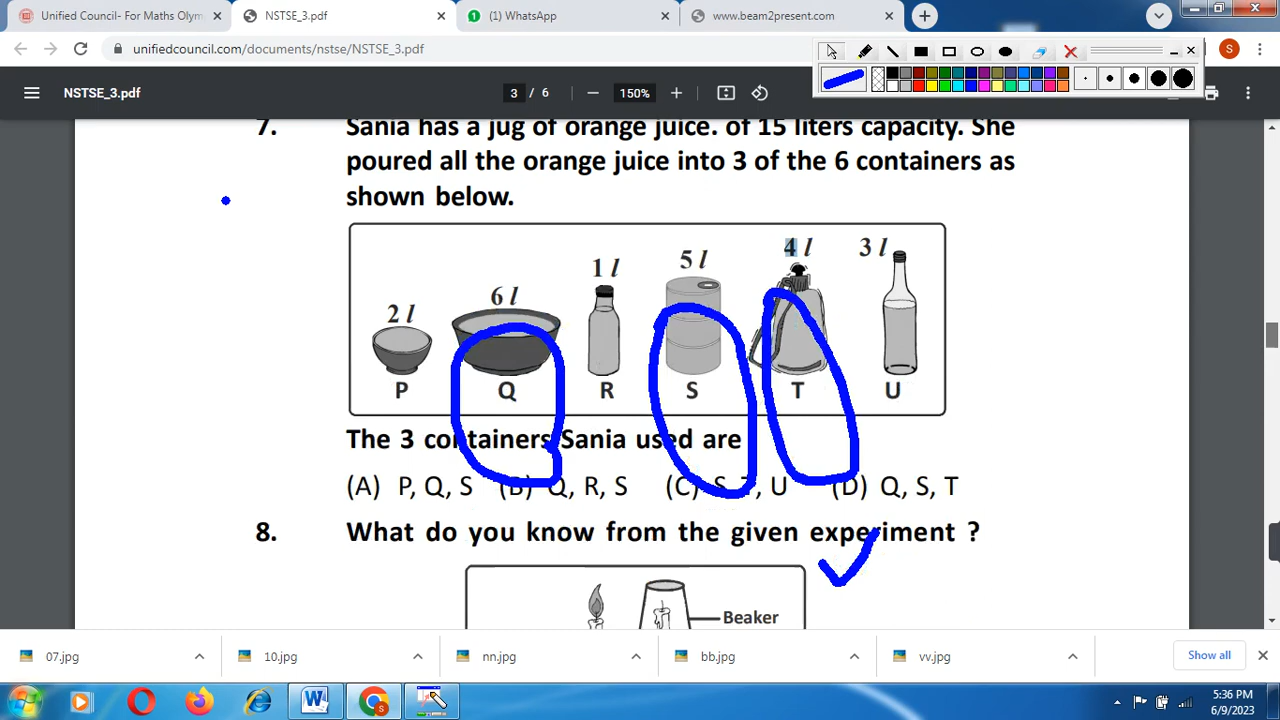 Unified Council- For Maths Olym
NSTSE_3.pdf
(1) WhatsApp
www.beam2present.com
unifiedcouncil.com/documents/nstse/NSTSE_3.pdf
S
NSTSE_3.pdf
3 / 6
150%
7. Sania has a jug of orange juice. of 15 liters capacity. She
poured all the orange juice into 3 of the 6 containers as
shown below.
2 l 6 l 1 l 5 l 4 l 3 l
P Q R S T U
The 3 containers Sania used are
(A) P, Q, S (B) Q, R, S (C) S, T, U (D) Q, S, T
8. What do you know from the given experiment ?
Beaker
07.jpg
10.jpg
nn.jpg
bb.jpg
vv.jpg
Show all
5:36 PM
6/9/2023